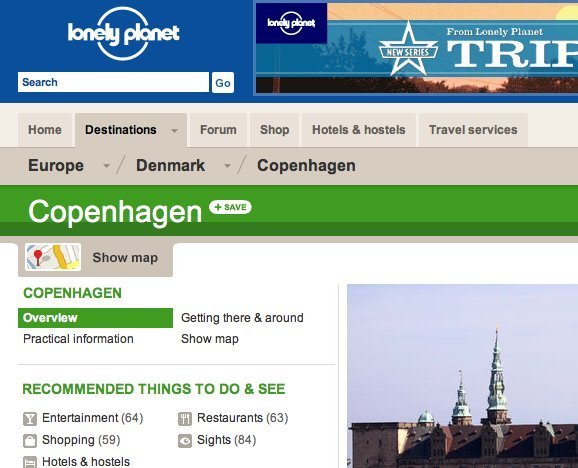 lonely planet
lonely planet
From Lonely Planet
NEW SERIES
TRIP
Search
Go
Home Destinations Forum Shop Hotels & hostels Travel services
Europe / Denmark / Copenhagen
Copenhagen + SAVE
Show map
COPENHAGEN
Overview Getting there & around
Practical information Show map
RECOMMENDED THINGS TO DO & SEE
Entertainment (64) Restaurants (63)
Shopping (59) Sights (84)
Hotels & hostels